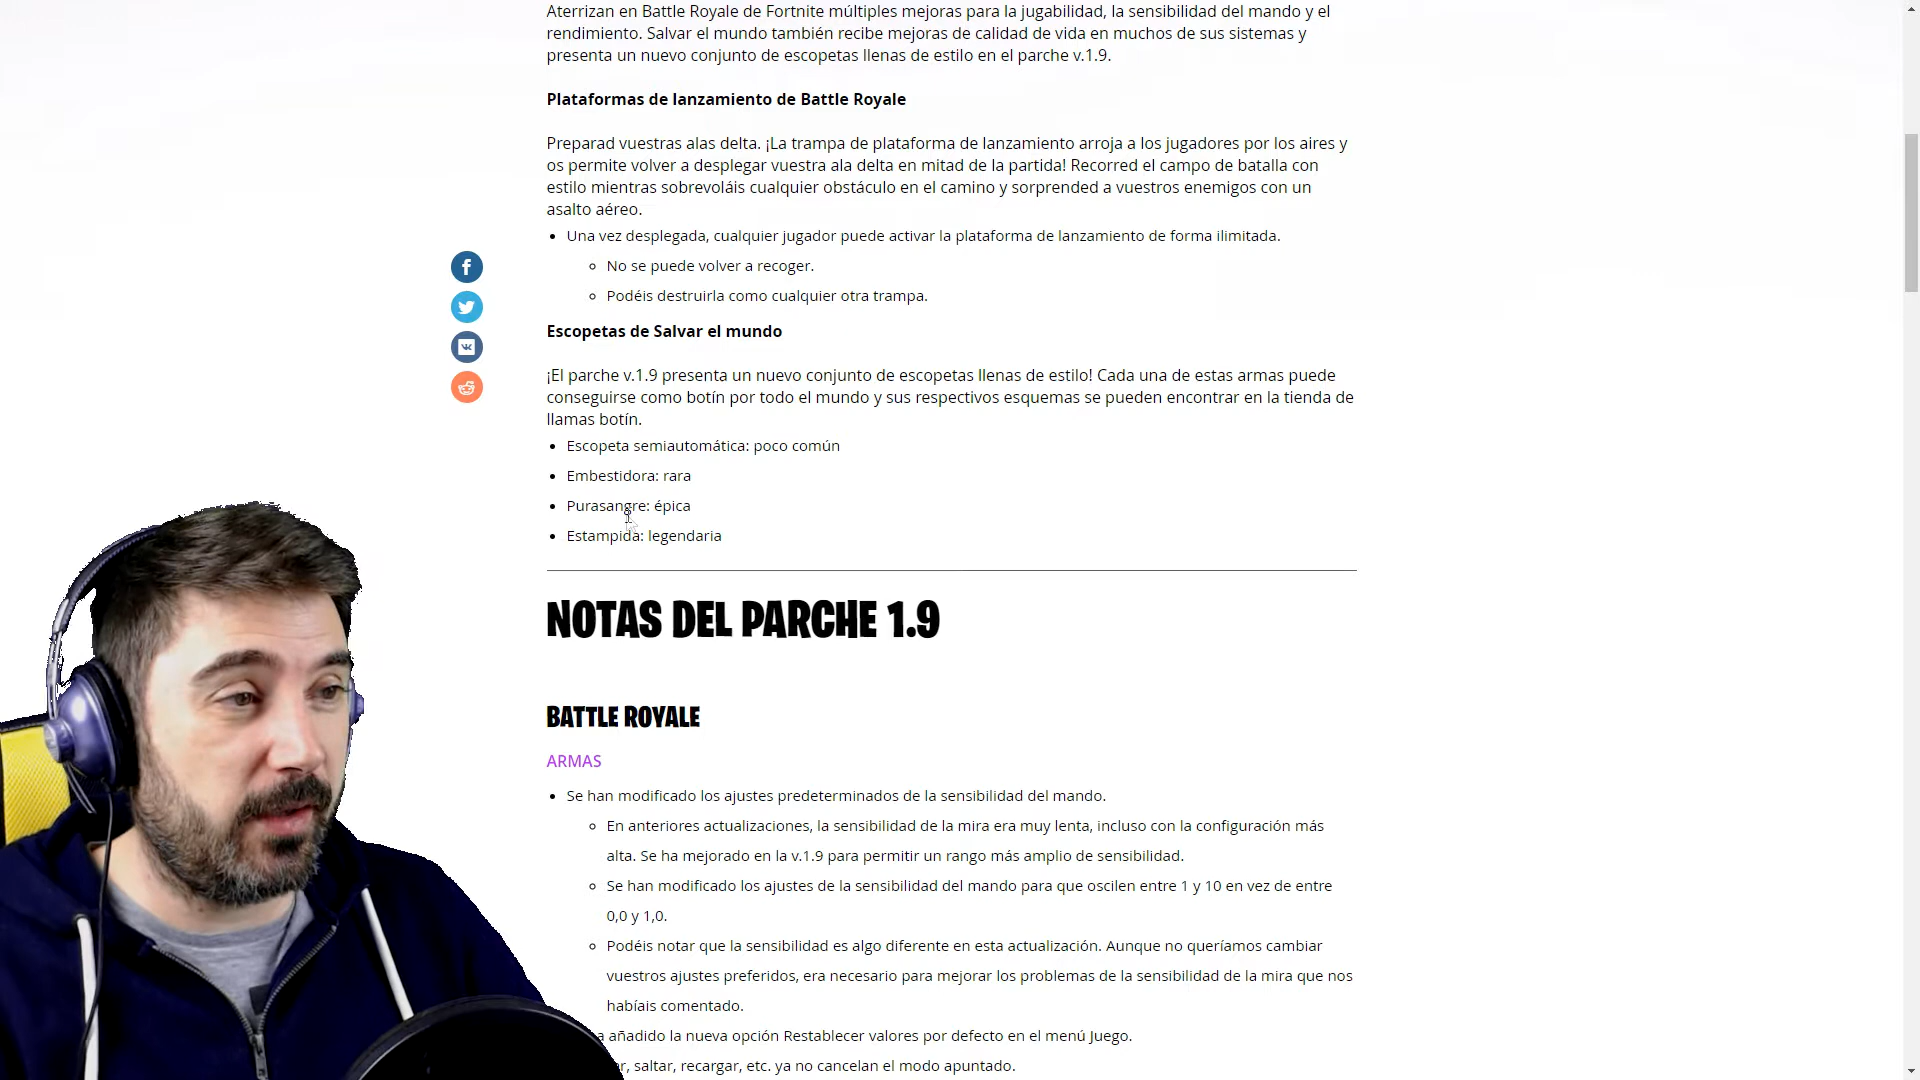 Aterrizan en Battle Royale de Fortnite múltiples mejoras para la jugabilidad, la sensibilidad del mando y el
rendimiento. Salvar el mundo también recibe mejoras de calidad de vida en muchos de sus sistemas y
presenta un nuevo conjunto de escopetas llenas de estilo en el parche v.1.9.
Plataformas de lanzamiento de Battle Royale
Preparad vuestras alas delta. ¡La trampa de plataforma de lanzamiento arroja a los jugadores por los aires y
os permite volver a desplegar vuestra ala delta en mitad de la partida! Recorred el campo de batalla con
estilo mientras sobrevoláis cualquier obstáculo en el camino y sorprended a vuestros enemigos con un
asalto aéreo.
Una vez desplegada, cualquier jugador puede activar la plataforma de lanzamiento de forma ilimitada.
No se puede volver a recoger.
Podéis destruirla como cualquier otra trampa.
Escopetas de Salvar el mundo
¡El parche v.1.9 presenta un nuevo conjunto de escopetas llenas de estilo! Cada una de estas armas puede
conseguirse como botín por todo el mundo y sus respectivos esquemas se pueden encontrar en la tienda de
llamas botín.
Escopeta semiautomática: poco común
Embestidora: rara
Purasangre: épica
Estampida: legendaria
NOTAS DEL PARCHE 1.9
BATTLE ROYALE
ARMAS
Se han modificado los ajustes predeterminados de la sensibilidad del mando.
En anteriores actualizaciones, la sensibilidad de la mira era muy lenta, incluso con la configuración más
alta. Se ha mejorado en la v.1.9 para permitir un rango más amplio de sensibilidad.
Se han modificado los ajustes de la sensibilidad del mando para que oscilen entre 1 y 10 en vez de entre
0,0 y 1,0.
Podéis notar que la sensibilidad es algo diferente en esta actualización. Aunque no queríamos cambiar
vuestros ajustes preferidos, era necesario para mejorar los problemas de la sensibilidad de la mira que nos
habíais comentado.
añadido la nueva opción Restablecer valores por defecto en el menú Juego.
saltar, recargar, etc. ya no cancelan el modo apuntado.